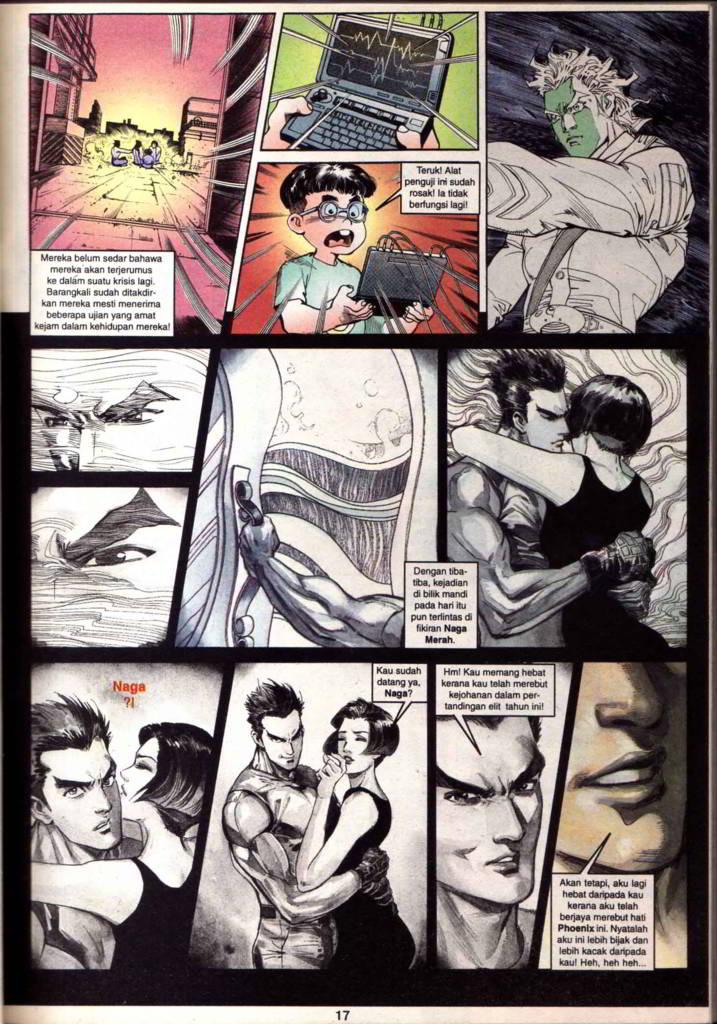 Mereka belum sedar bahawa
mereka akan terjerumus
ke dalam suatu krisis lagi.
Barangkali sudah ditakdir-
kan mereka mesti menerima
beberapa ujian yang amat
kejam dalam kehidupan mereka!
Teruk! Alat
penguji ini sudah
rosak! Ia tidak
berfungsi lagi!
Dengan tiba-
tiba, kejadian
di bilik mandi
pada hari itu
pun terlintas di
fikiran Naga
Merah.
Naga
?!
Kau sudah
datang ya,
Naga?
Hm! Kau memang hebat
kerana kau telah merebut
kejohanan dalam per-
tandingan elit tahun ini!
Akan tetapi, aku lagi
hebat daripada kau
kerana aku telah
berjaya merebut hati
Phoenix ini. Nyatalah
aku ini lebih bijak dan
lebih kacak daripada
kau! Heh, heh heh...
17